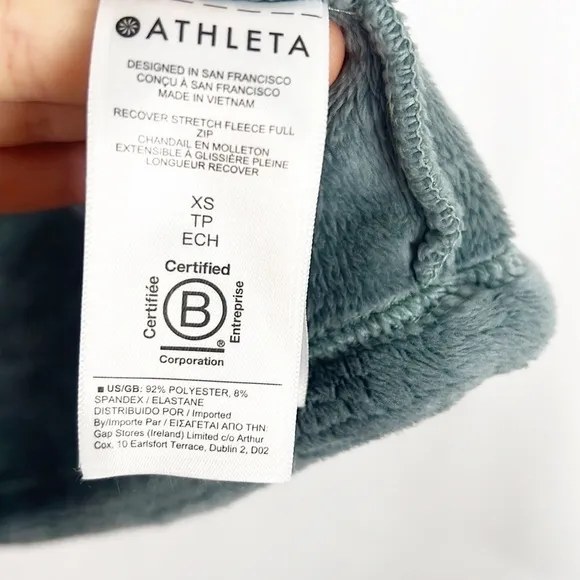 ATHLETA
DESIGNED IN SAN FRANCISCO
CONÇU À SAN FRANCISCO
MADE IN VIETNAM
RECOVER STRETCH FLEECE FULL
ZIP
CHANDAIL EN MOLLETON
EXTENSIBLE À GLISSIÈRE PLEINE
LONGUEUR RECOVER
XS
TP
ECH
Certified
Certifiée
B
®
Entreprise
Corporation
■ US/GB: 92% POLYESTER, 8%
SPANDEX / ELASTANE
DISTRIBUIDO POR / Imported
By/Importe Par / ΕΙΣΑΓΕΤΑΙ ΑΠΟ ΤΗΝ:
Gap Stores (Ireland) Limited c/o Arthur
Cox, 10 Earlsfort Terrace, Dublin 2, D02